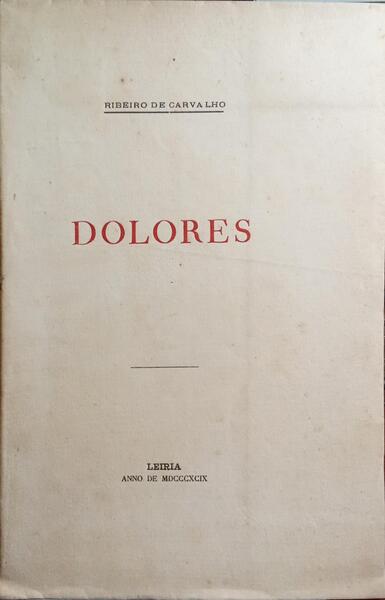 RIBEIRO DE CARVALHO
DOLORES
LEIRIA
ANNO DE MDCCCXCIX